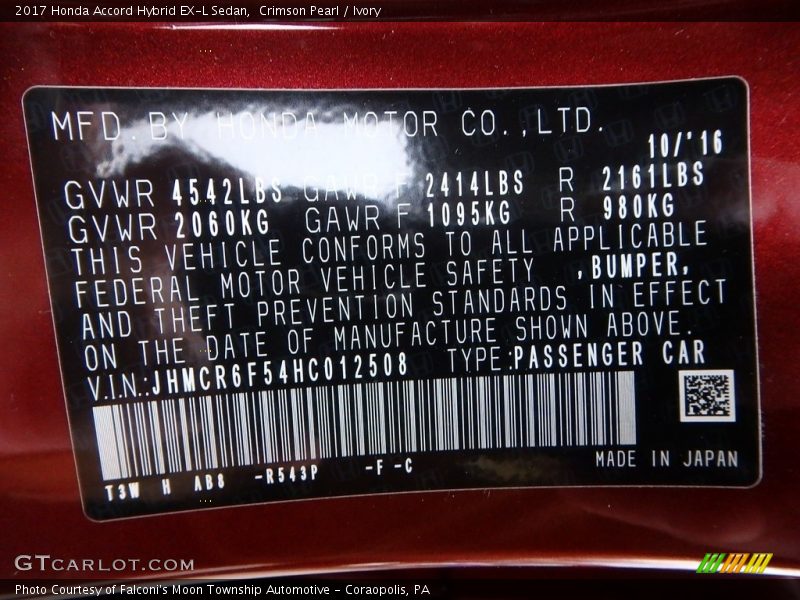 2017 Honda Accord Hybrid EX-L Sedan,  Crimson Pearl / Ivory
MFD. BY HONDA MOTOR CO.,LTD.
10/'16
GVWR 4542LBS GAWR F 2414LBS R 2161LBS
GVWR 2060KG GAWR F 1095KG R 980KG
THIS VEHICLE CONFORMS TO ALL APPLICABLE
FEDERAL MOTOR VEHICLE SAFETY ,BUMPER,
AND THEFT PREVENTION STANDARDS IN EFFECT
ON THE DATE OF MANUFACTURE SHOWN ABOVE.
V.I.N.:JHMCR6F54HC012508 TYPE:PASSENGER CAR
T3W H AB8 -R543P -F -C
MADE IN JAPAN
GTCARLOT.COM
Photo Courtesy of Falconi's Moon Township Automotive - Coraopolis, PA